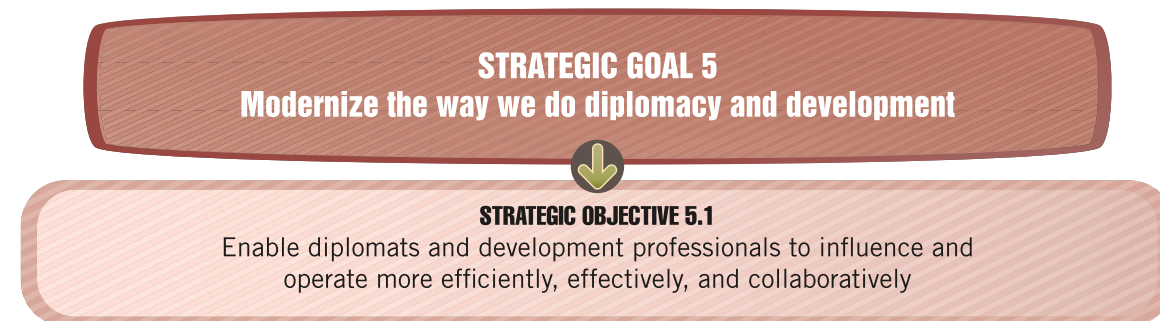 STRATEGIC GOAL 5
Modernize the way we do diplomacy and development
STRATEGIC OBJECTIVE 5.1
Enable diplomats and development professionals to influence and
operate more efficiently, effectively, and collaboratively